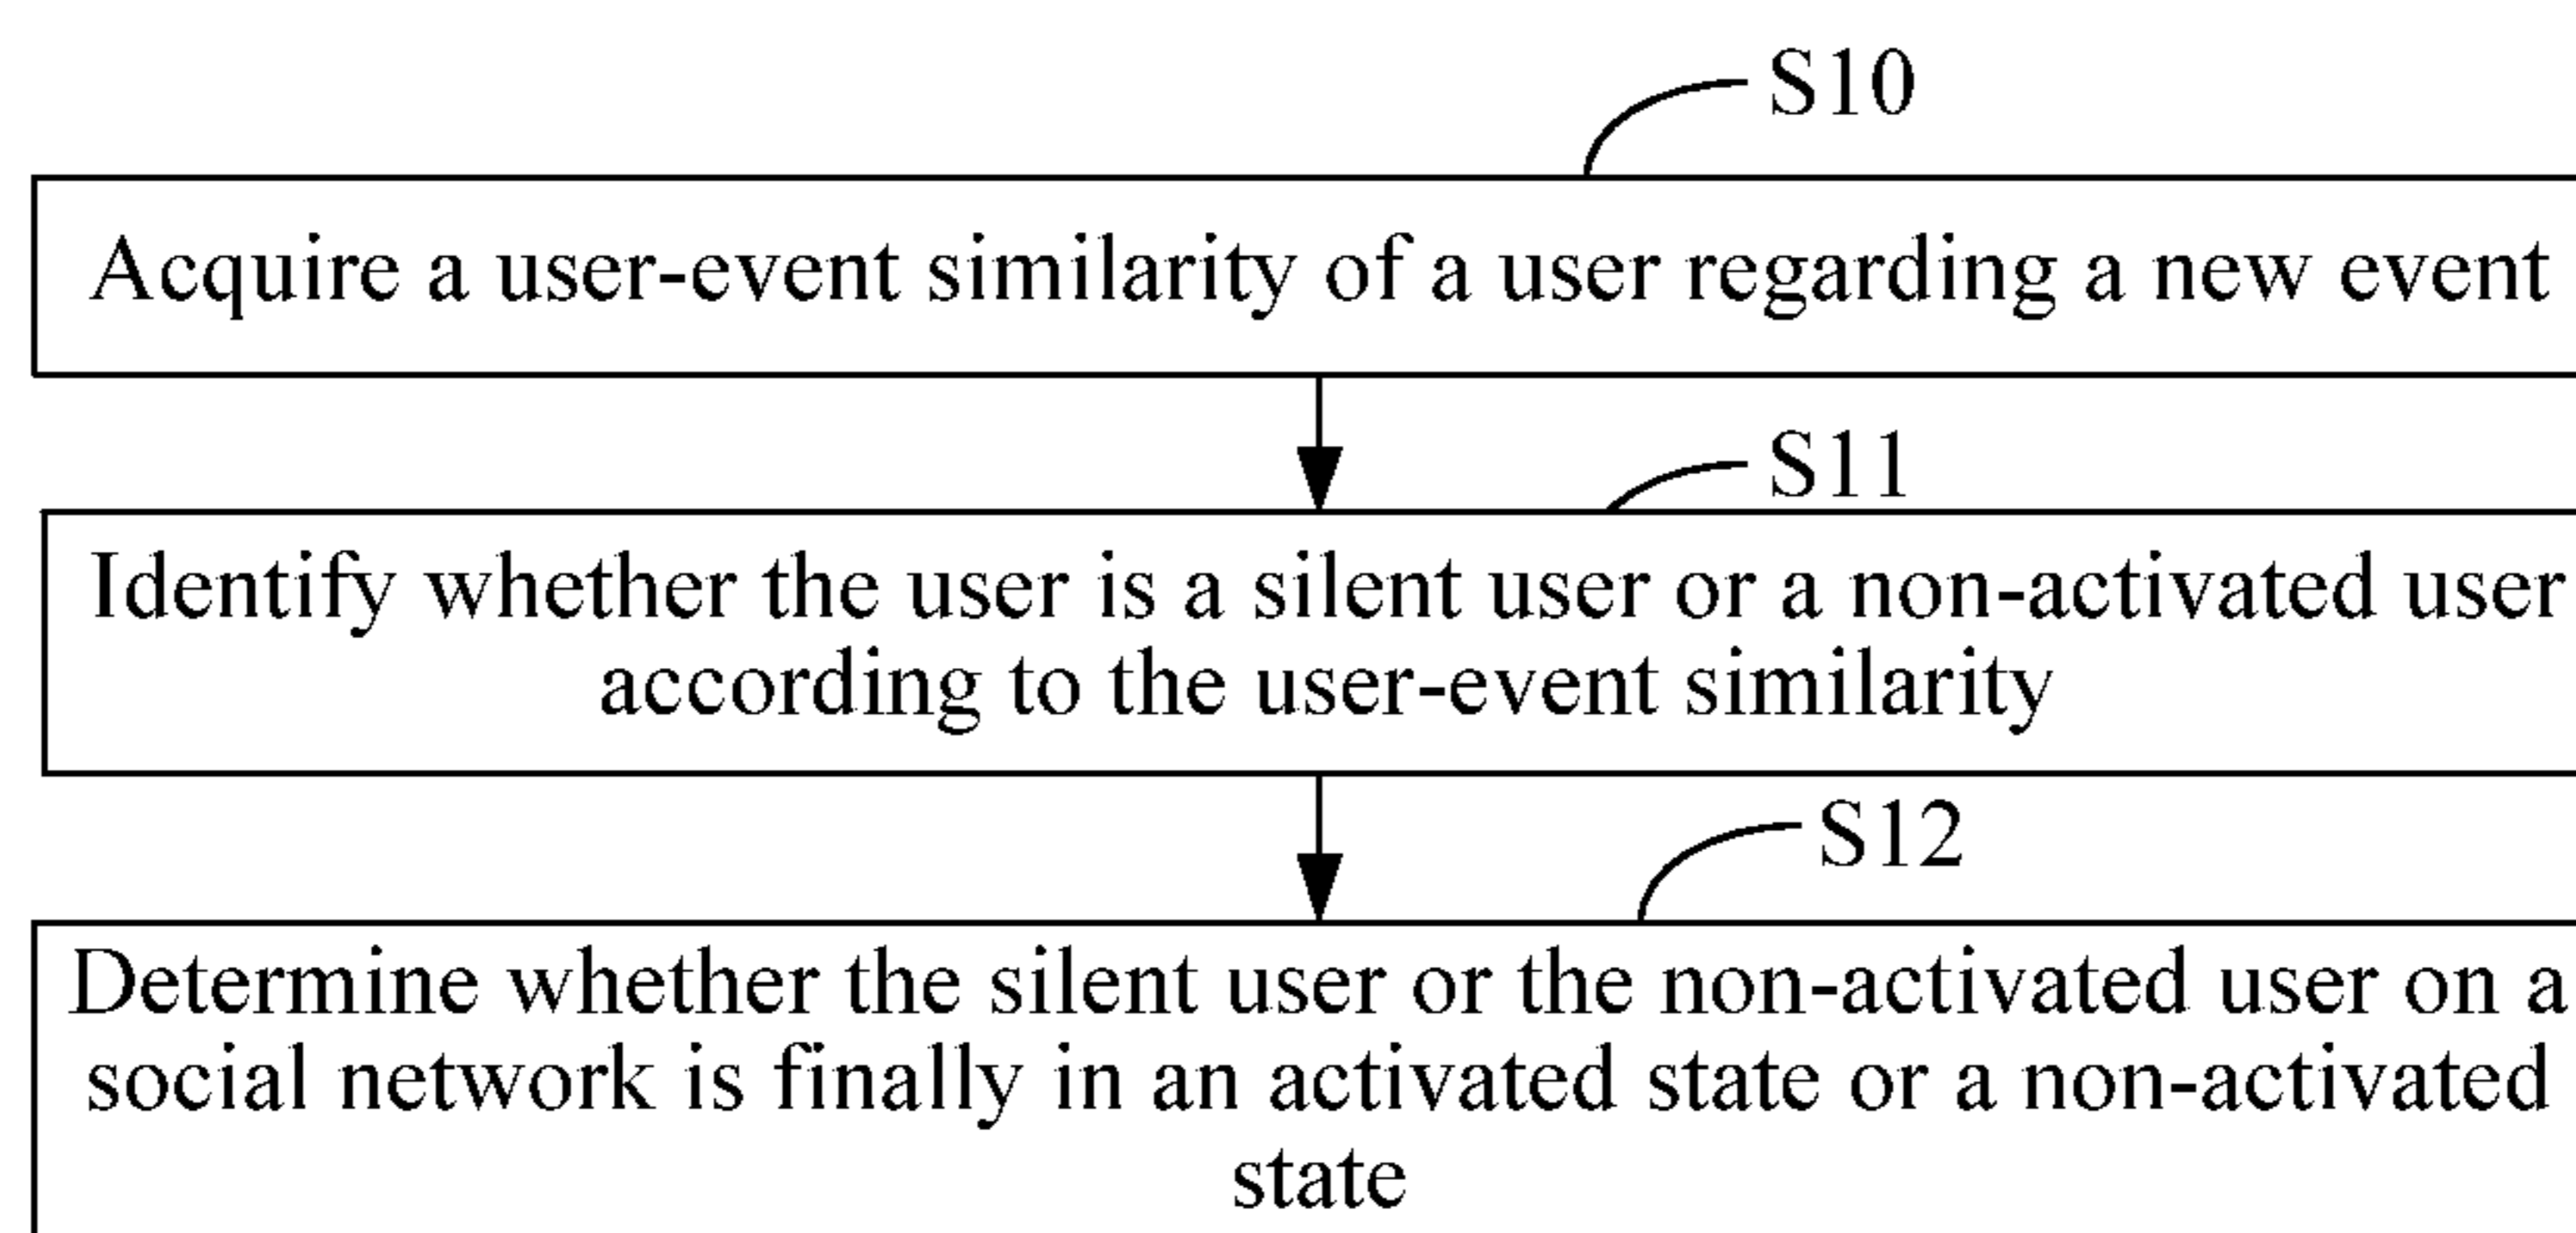 S10
Acquire a user-event similarity of a user regarding a new event
S11
Identify whether the user is a silent user or a non-activated user
according to the user-event similarity
S12
Determine whether the silent user or the non-activated user on a
social network is finally in an activated state or a non-activated
state